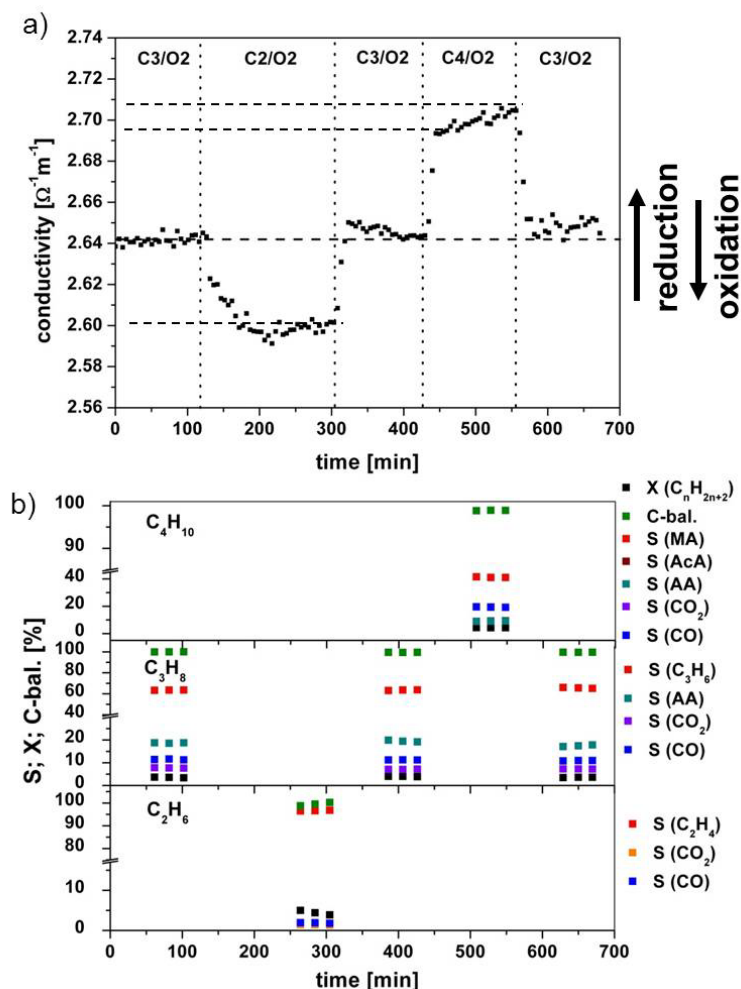 a)
C3/O2 C2/O2 C3/O2 C4/O2 C3/O2
2.74
2.72
2.70
2.68
2.66
2.64
2.62
2.60
2.58
2.56
conductivity [Ω⁻¹m⁻¹]
0 100 200 300 400 500 600 700
time [min]
reduction
oxidation
b)
C₄H₁₀
100
90
40
20
0
C₃H₈
100
80
60
40
20
10
0
C₂H₆
100
90
80
10
5
0
S; X; C-bal. [%]
0 100 200 300 400 500 600 700
time [min]
X (CₙH₂ₙ₊₂)
C-bal.
S (MA)
S (AcA)
S (AA)
S (CO₂)
S (CO)
S (C₃H₆)
S (AA)
S (CO₂)
S (CO)
S (C₂H₄)
S (CO₂)
S (CO)